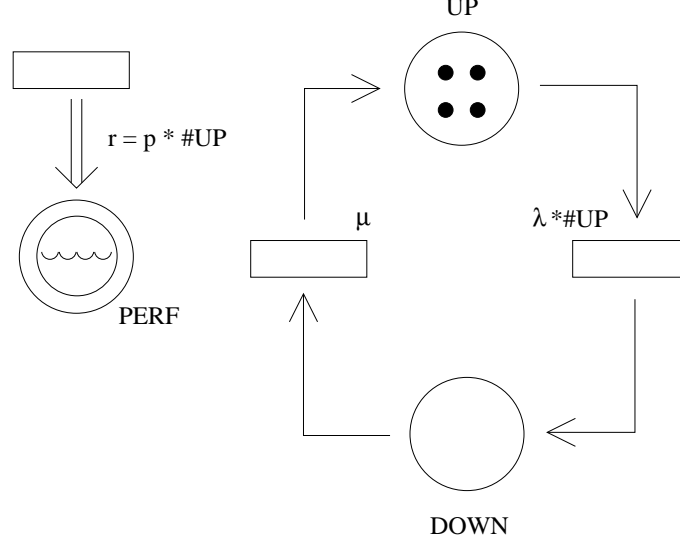 UP
r = p * #UP
μ
λ*#UP
PERF
DOWN